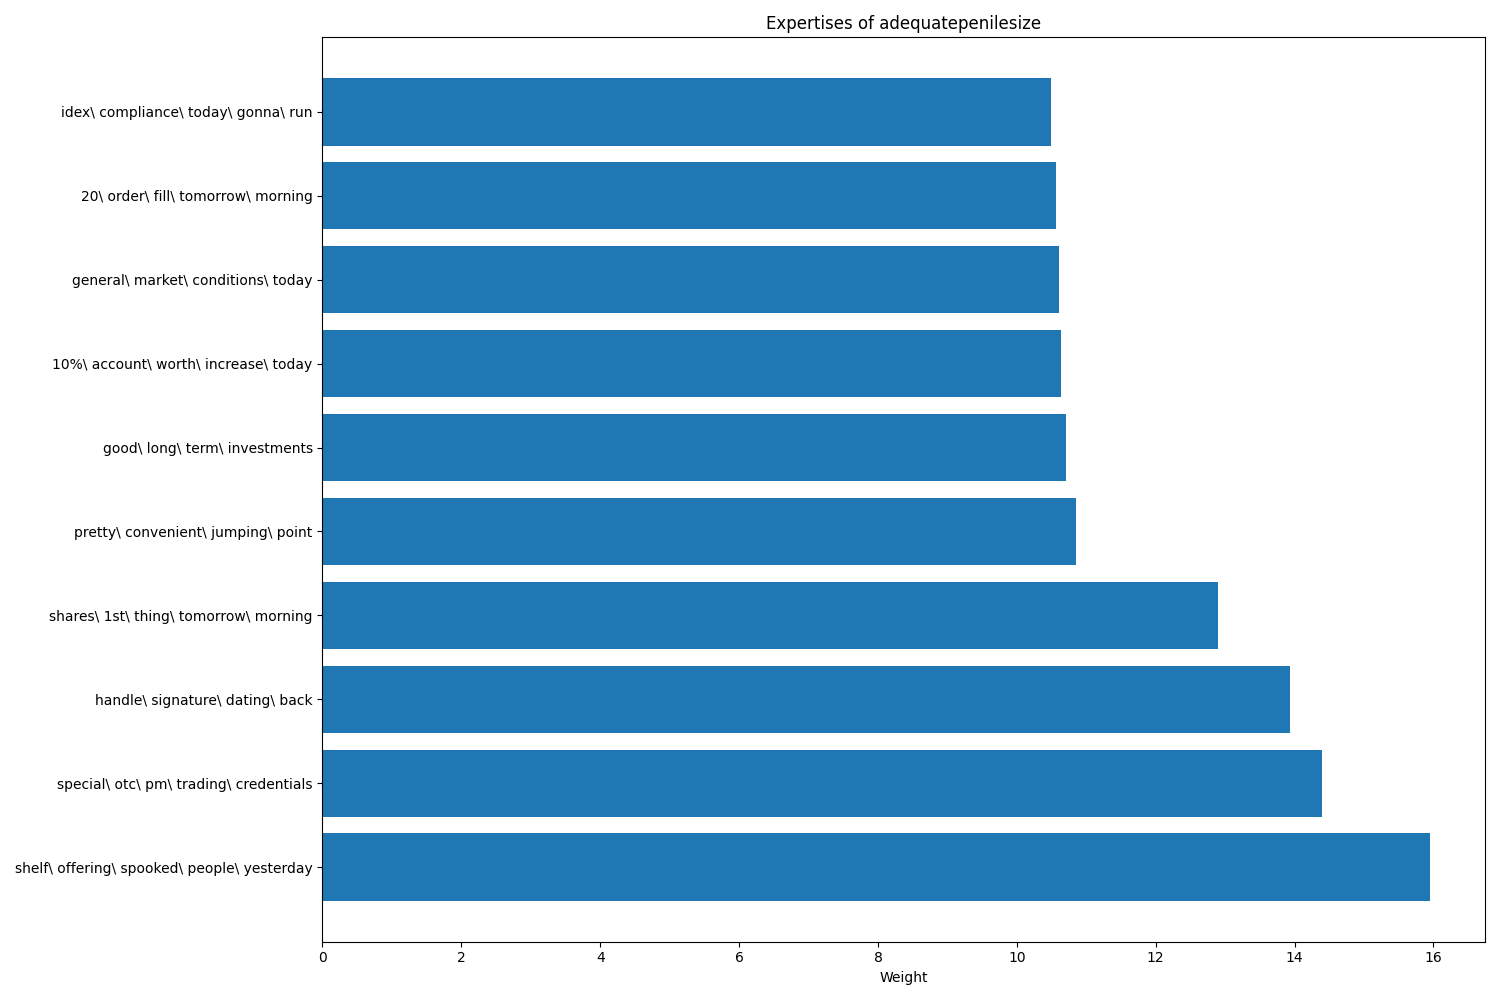 Expertises of adequatepenilesize
idex\ compliance\ today\ gonna\ run
20\ order\ fill\ tomorrow\ morning
general\ market\ conditions\ today
10%\ account\ worth\ increase\ today
good\ long\ term\ investments
pretty\ convenient\ jumping\ point
shares\ 1st\ thing\ tomorrow\ morning
handle\ signature\ dating\ back
special\ otc\ pm\ trading\ credentials
shelf\ offering\ spooked\ people\ yesterday
0 2 4 6 8 10 12 14 16
Weight